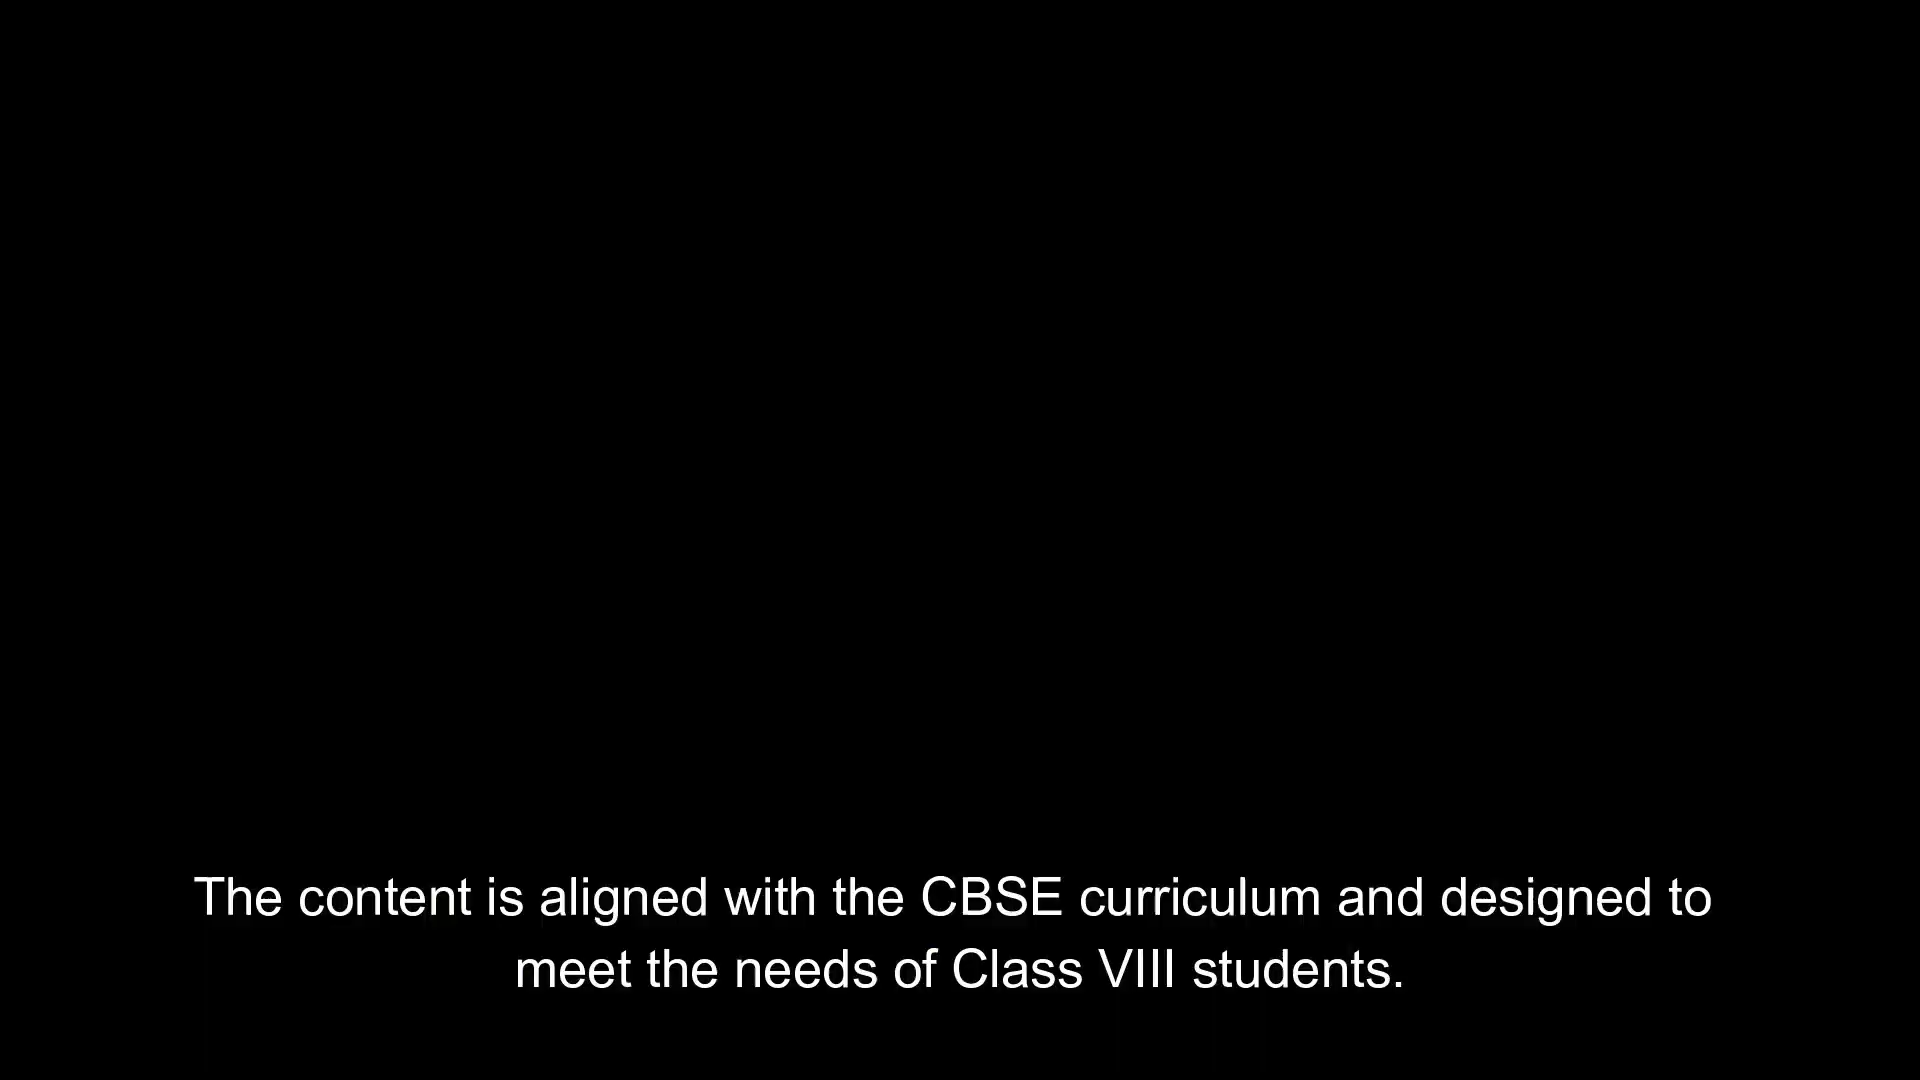 The content is aligned with the CBSE curriculum and designed to
meet the needs of Class VIII students.